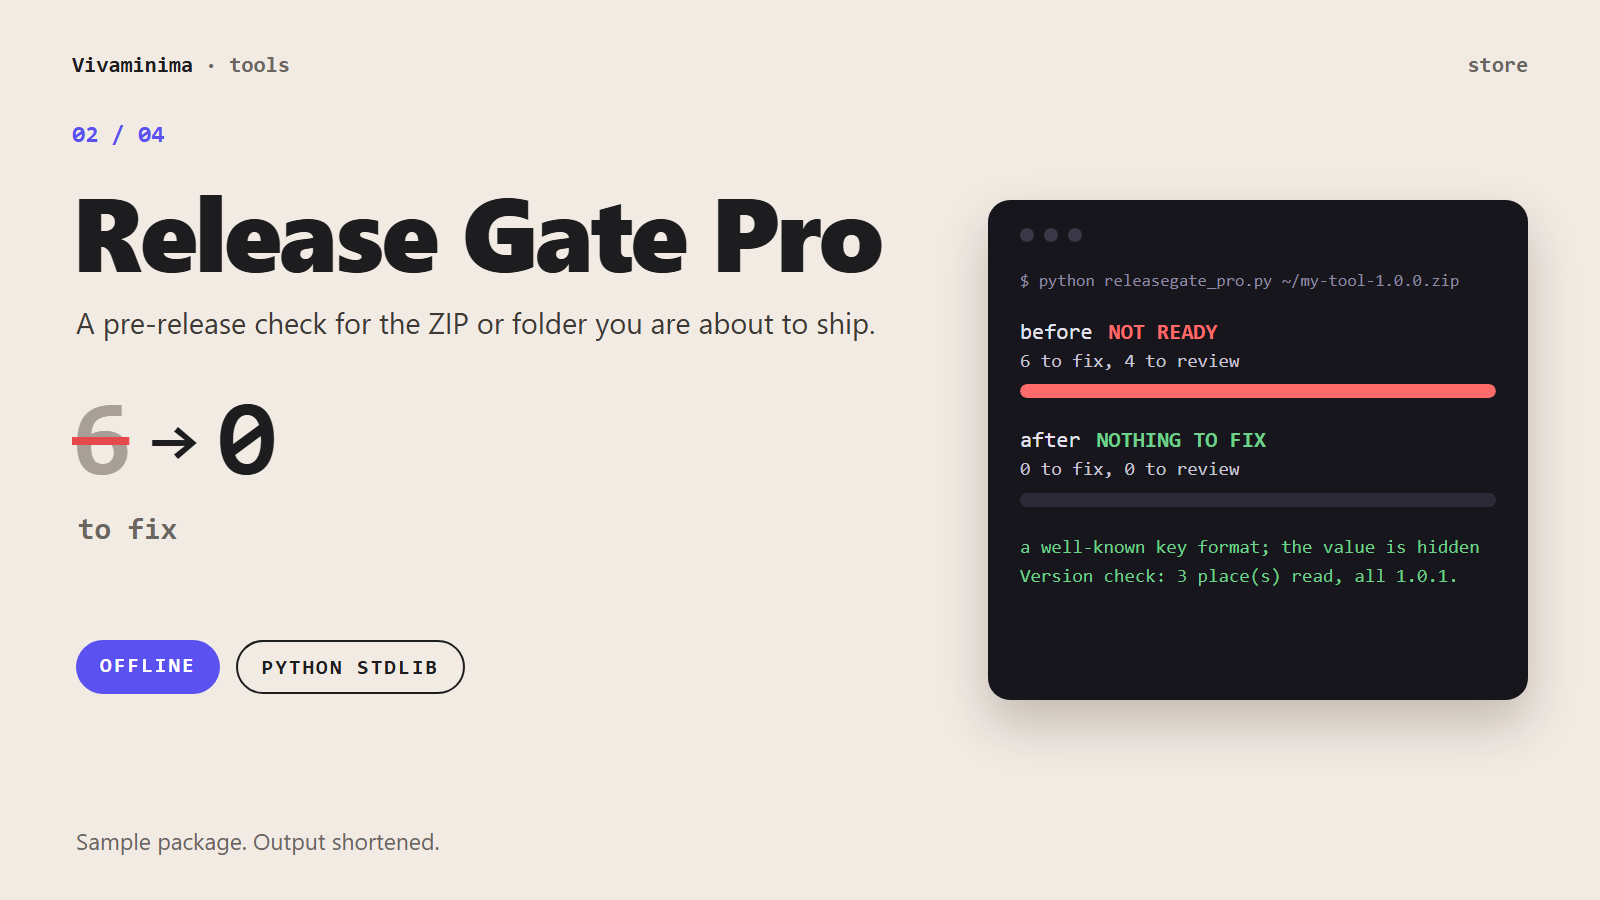 Vivaminima · tools
store
02 / 04
Release Gate Pro
A pre-release check for the ZIP or folder you are about to ship.
6 → 0
to fix
OFFLINE
PYTHON STDLIB
$ python releasegate_pro.py ~/my-tool-1.0.0.zip
before NOT READY
6 to fix, 4 to review
after NOTHING TO FIX
0 to fix, 0 to review
a well-known key format; the value is hidden
Version check: 3 place(s) read, all 1.0.1.
Sample package. Output shortened.